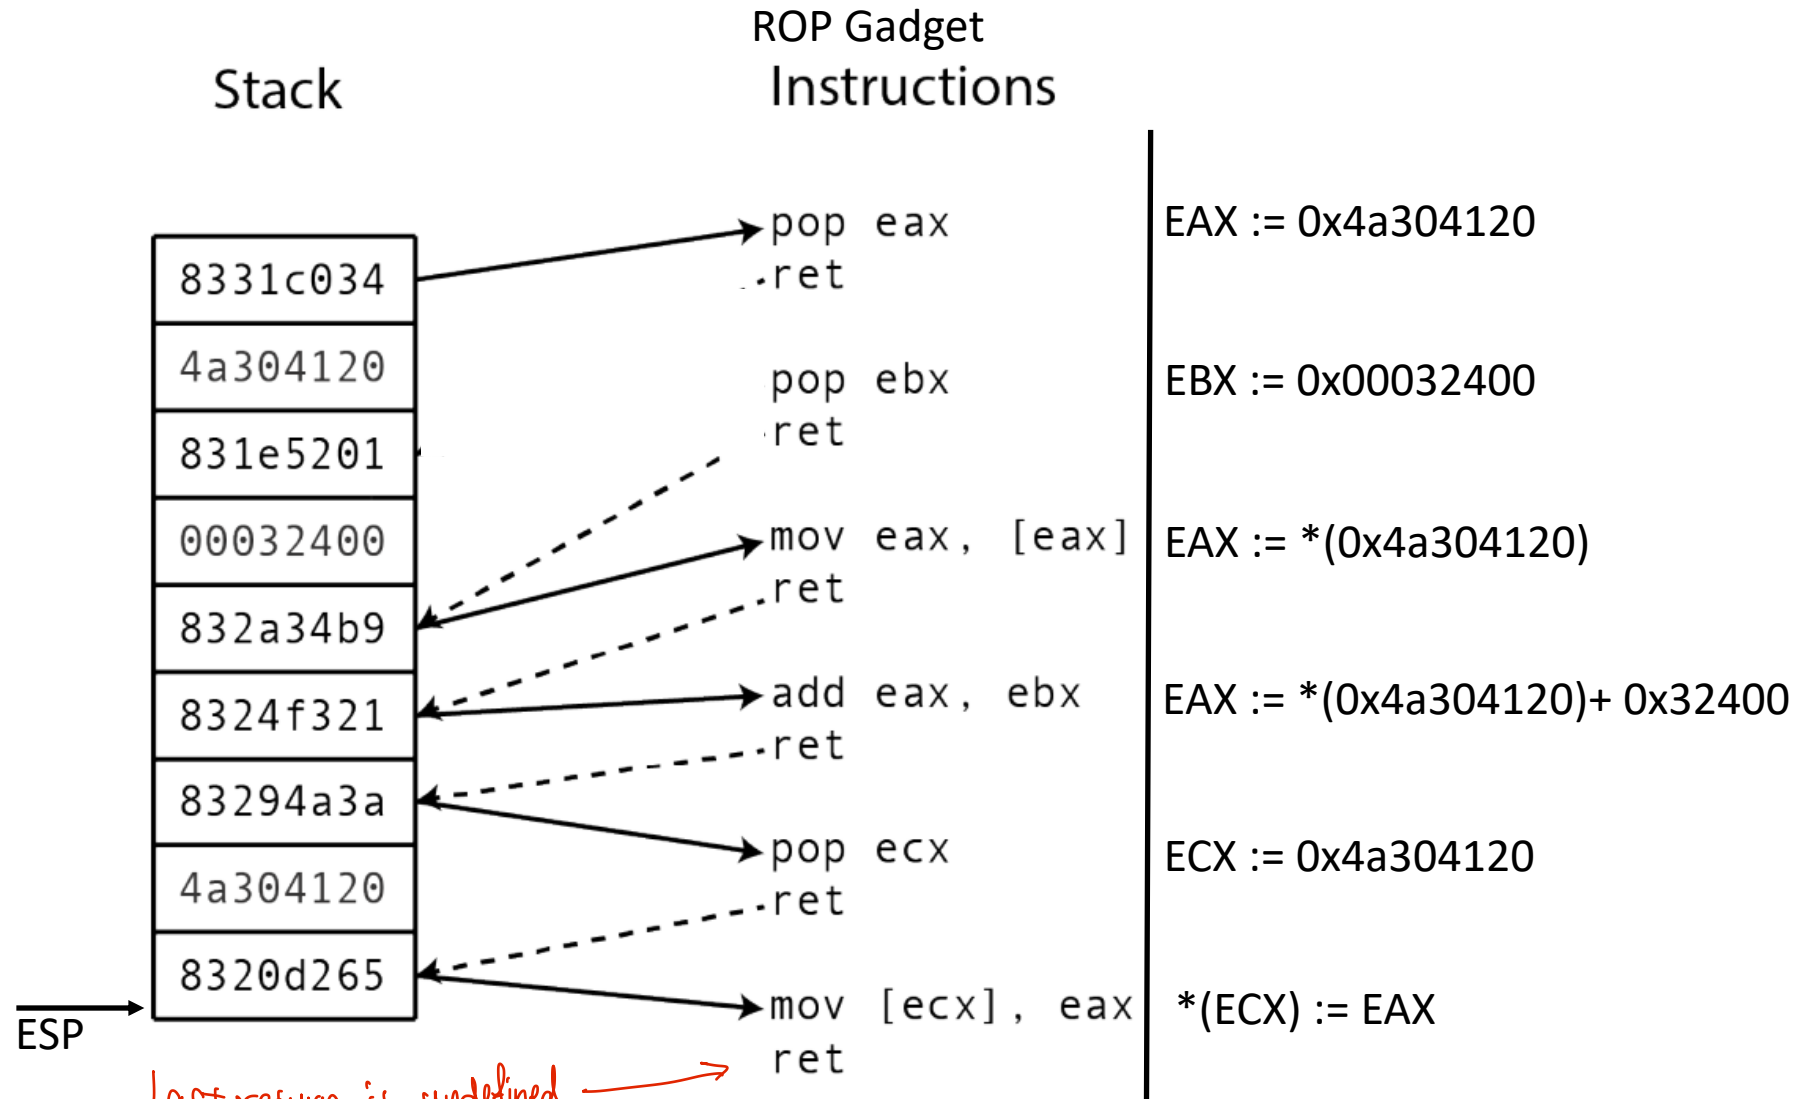 ROP Gadget
Stack
Instructions
8331c034
4a304120
831e5201
00032400
832a34b9
8324f321
83294a3a
4a304120
8320d265
ESP
pop eax
ret
pop ebx
ret
mov eax, [eax]
ret
add eax, ebx
ret
pop ecx
ret
mov [ecx], eax
ret
EAX := 0x4a304120
EBX := 0x00032400
EAX := *(0x4a304120)
EAX := *(0x4a304120)+ 0x32400
ECX := 0x4a304120
*(ECX) := EAX
is undefined